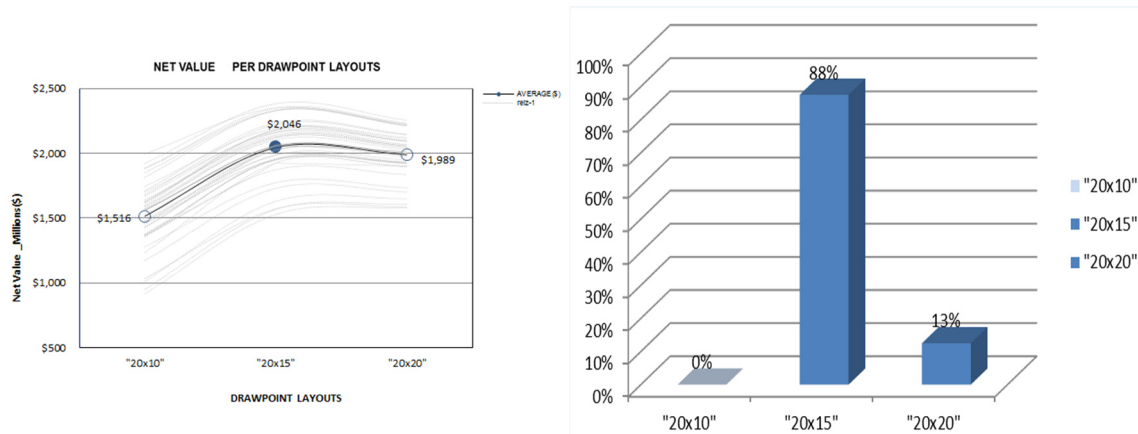 NET VALUE PER DRAWPOINT LAYOUTS
$2,500
$2,000
$1,500
$1,000
$500
Net Value _Millions($)
$1,516
$2,046
$1,989
"20x10"
"20x15"
"20x20"
DRAWPOINT LAYOUTS
AVERAGE($)
relz-1
100%
90%
80%
70%
60%
50%
40%
30%
20%
10%
0%
0%
88%
13%
"20x10"
"20x15"
"20x20"
"20x10"
"20x15"
"20x20"